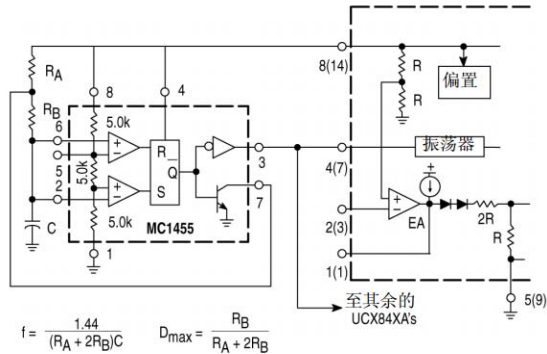 R_A
R_B
8
4
6
5
2
5.0k
5.0k
5.0k
R
Q̅
S
MC1455
3
7
1
C
8(14)
R
R
偏置
4(7)
振荡器
EA
2R
R
2(3)
1(1)
5(9)
至其余的
UCX84XA's
f = 1.44 / (R_A + 2R_B)C
D_max = R_B / R_A + 2R_B